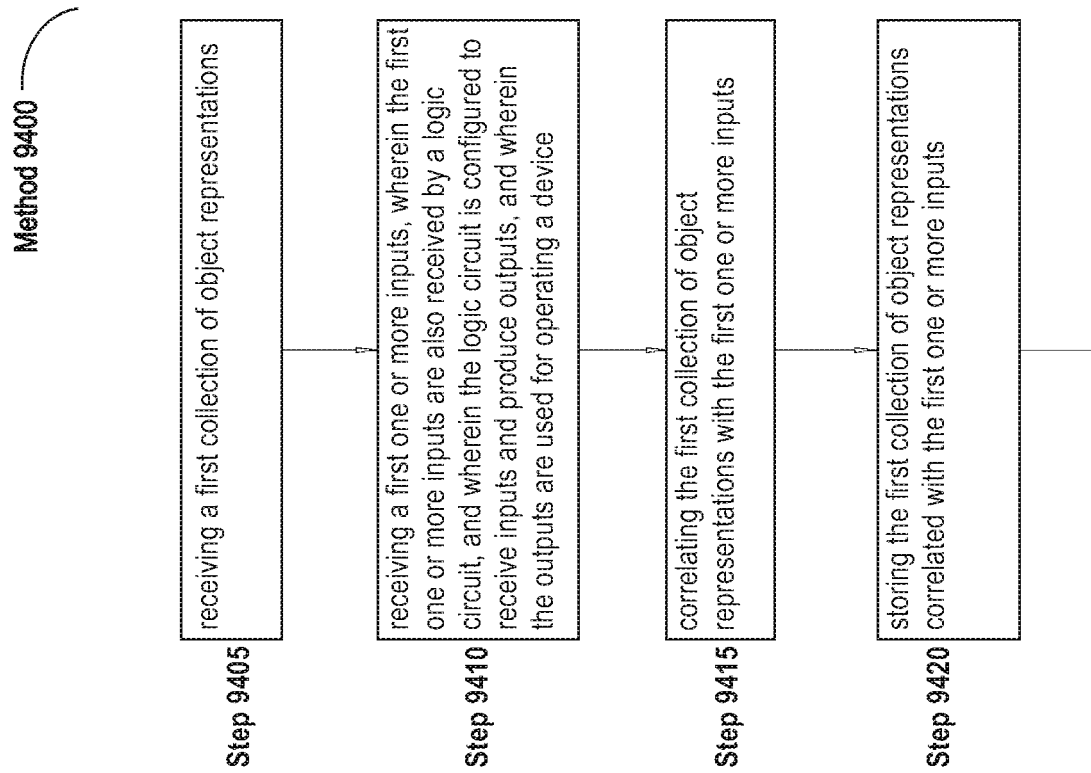 Method 9400
Step 9405
receiving a first collection of object representations
Step 9410
receiving a first one or more inputs, wherein the first
one or more inputs are also received by a logic
circuit, and wherein the logic circuit is configured to
receive inputs and produce outputs, and wherein
the outputs are used for operating a device
Step 9415
correlating the first collection of object
representations with the first one or more inputs
Step 9420
storing the first collection of object representations
correlated with the first one or more inputs